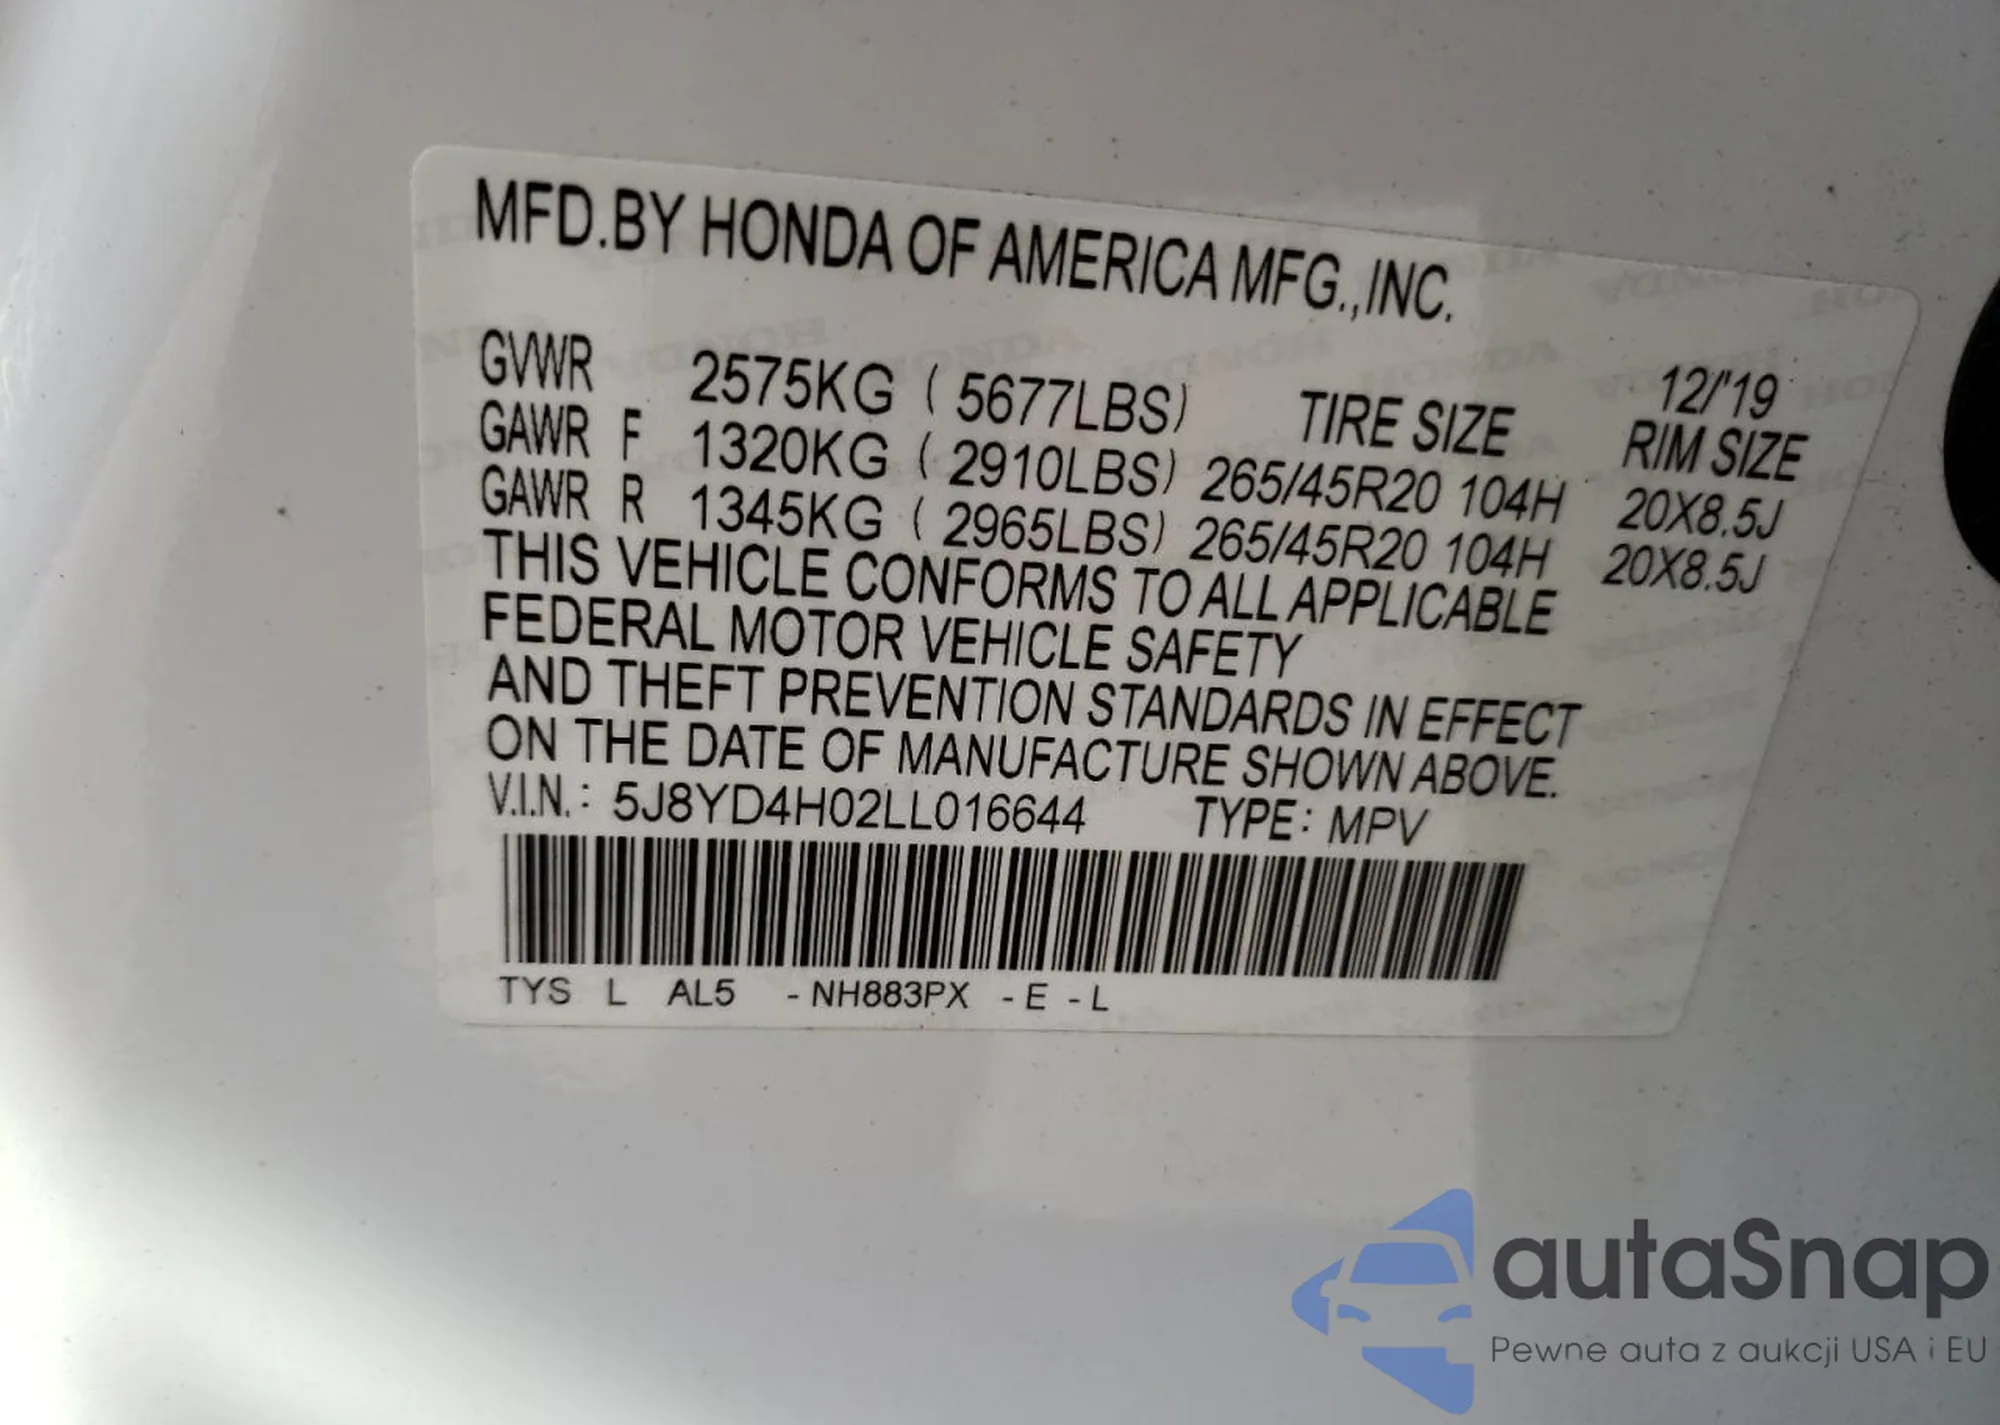 MFD.BY HONDA OF AMERICA MFG.,INC.
12/'19
GVWR 2575KG ( 5677LBS) TIRE SIZE RIM SIZE
GAWR F 1320KG ( 2910LBS) 265/45R20 104H 20X8.5J
GAWR R 1345KG ( 2965LBS) 265/45R20 104H 20X8.5J
THIS VEHICLE CONFORMS TO ALL APPLICABLE
FEDERAL MOTOR VEHICLE SAFETY
AND THEFT PREVENTION STANDARDS IN EFFECT
ON THE DATE OF MANUFACTURE SHOWN ABOVE.
V.I.N.: 5J8YD4H02LL016644 TYPE: MPV
TYS L AL5 -NH883PX -E -L
autaSnap
Pewne auta z aukcji USA i EU